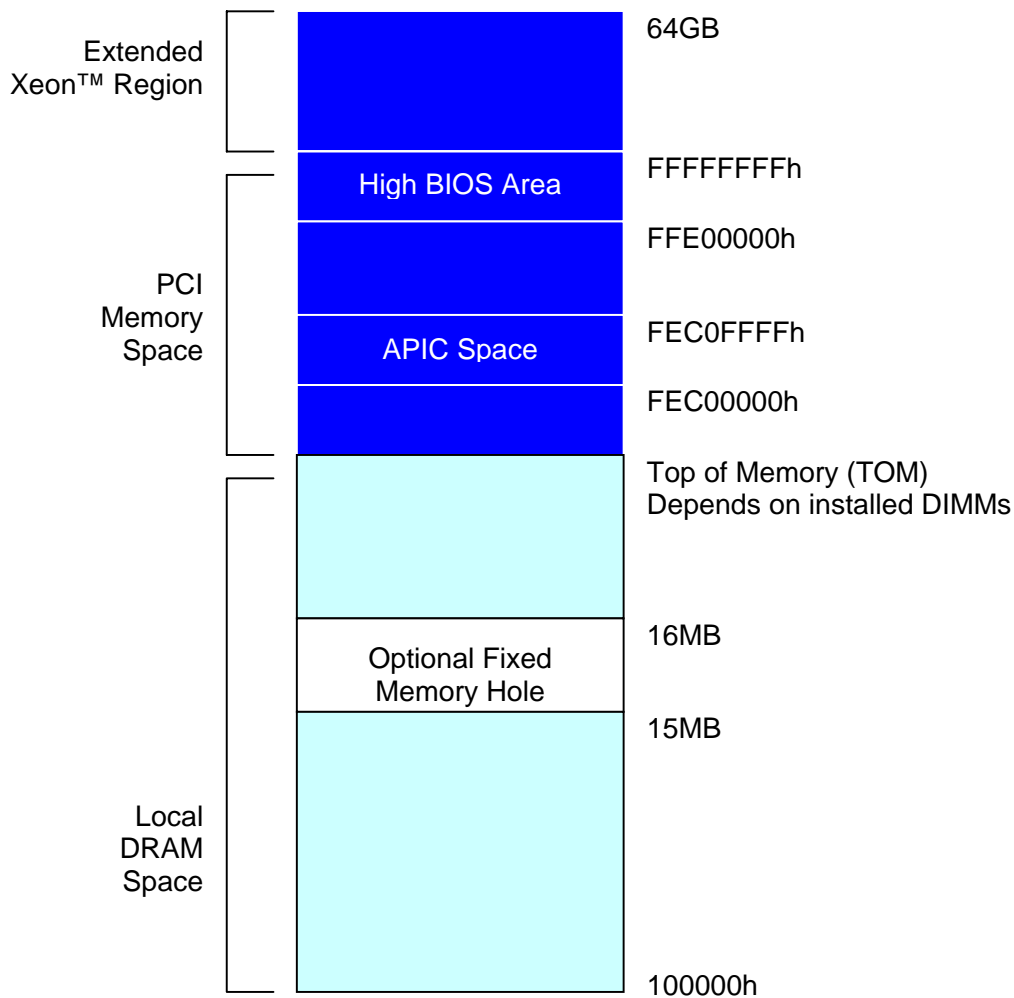 64GB
Extended
Xeon™ Region
FFFFFFFFh
High BIOS Area
FFE00000h
PCI
Memory
Space
FEC0FFFFh
APIC Space
FEC00000h
Top of Memory (TOM)
Depends on installed DIMMs
16MB
Optional Fixed
Memory Hole
15MB
Local
DRAM
Space
100000h